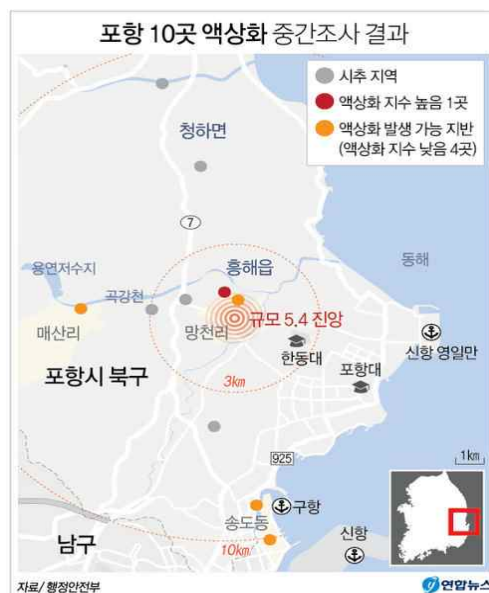 포항 10곳 액상화 중간조사 결과
시추 지역
액상화 지수 높음 1곳
액상화 발생 가능 지반
(액상화 지수 낮음 4곳)
청하면
7
흥해읍
동해
용연저수지
곡강천
규모 5.4 진앙
매산리
망천리
신항 영일만
한동대
포항대
포항시 북구
3㎞
925
1㎞
구항
송도동
남구
10㎞
신항
자료/ 행정안전부
연합뉴스